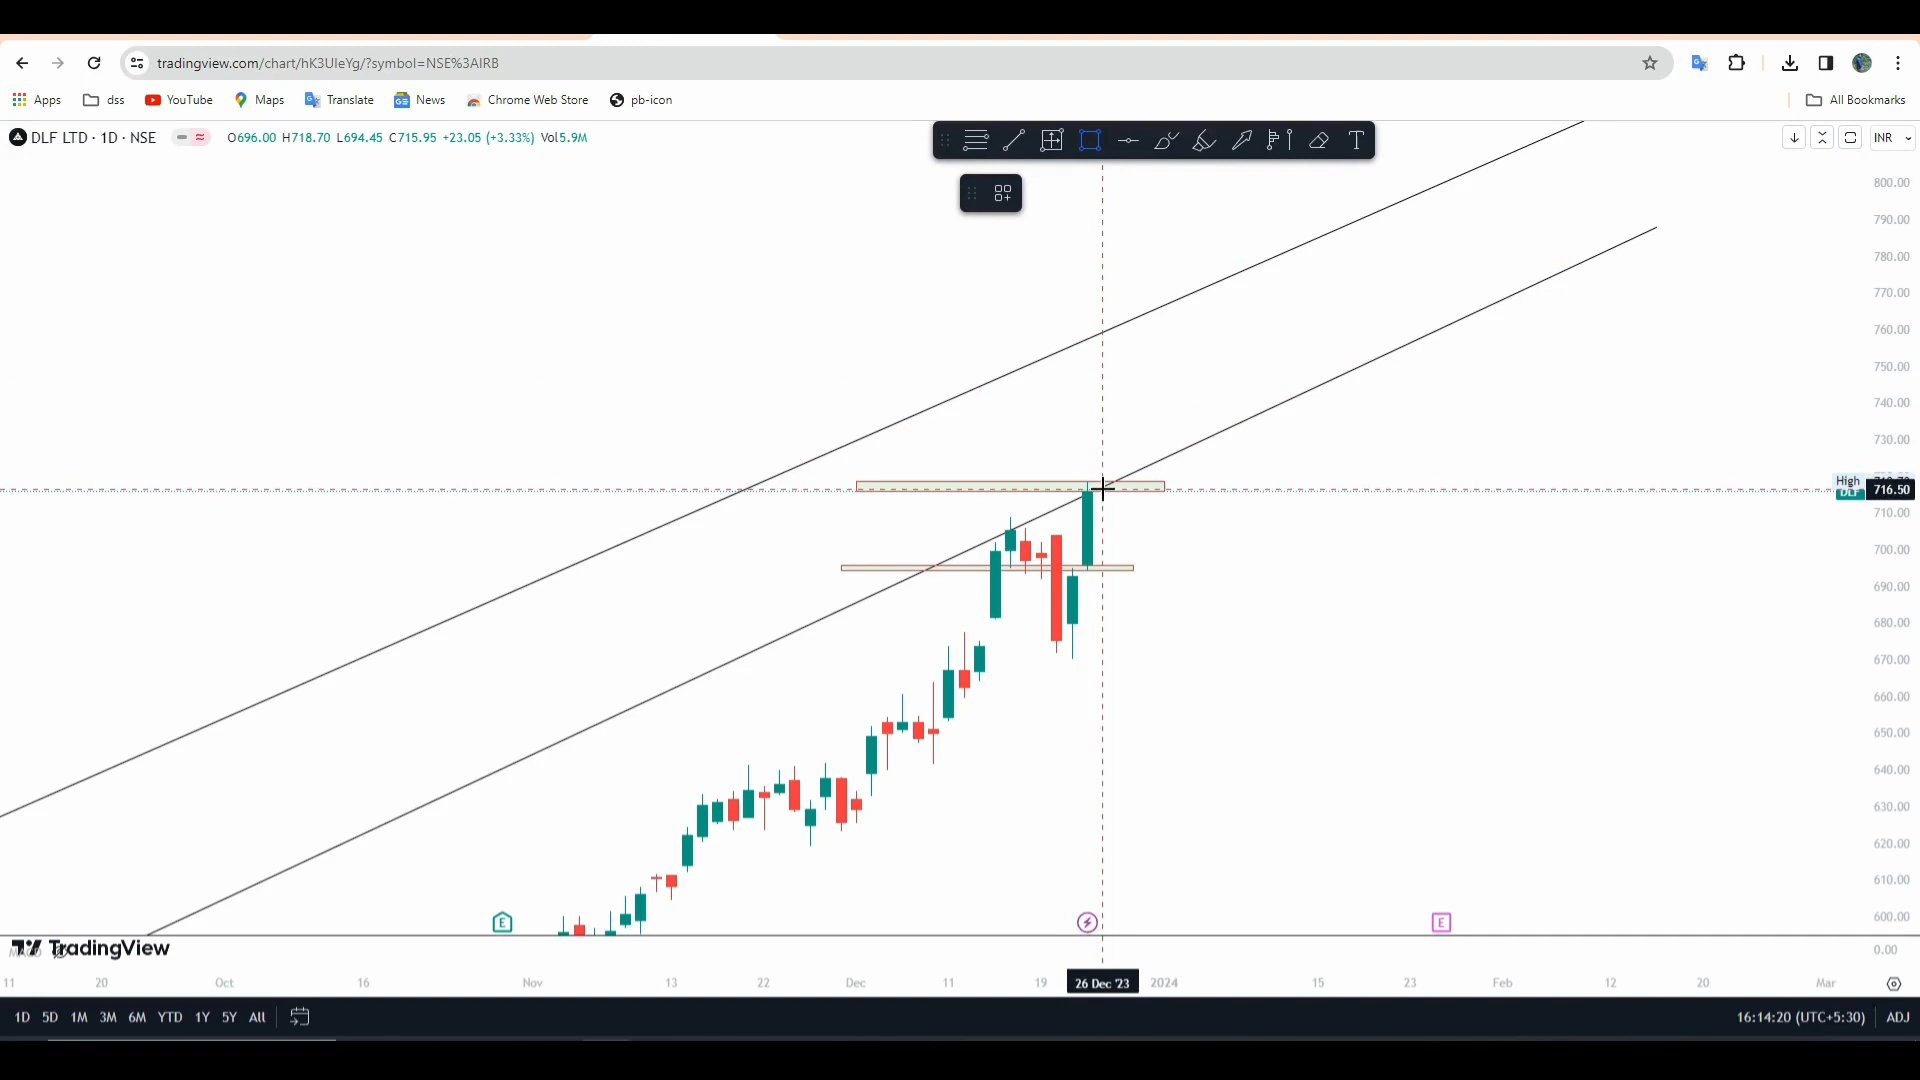 tradingview.com/chart/hK3UIeYg/?symbol=NSE%3AIRB
Apps dss YouTube Maps Translate News Chrome Web Store pb-icon All Bookmarks
DLF LTD · 1D · NSE O696.00 H718.70 L694.45 C715.95 +23.05 (+3.33%) Vol5.9M INR
T
800.00
790.00
780.00
770.00
760.00
750.00
740.00
730.00
High
DLF 716.50
710.00
700.00
690.00
680.00
670.00
660.00
650.00
640.00
630.00
620.00
610.00
600.00
E E
TradingView 0.00
11 20 Oct 16 Nov 13 22 Dec 11 19 26 Dec '23 2024 15 23 Feb 12 20 Mar
1D 5D 1M 3M 6M YTD 1Y 5Y All 16:14:20 (UTC+5:30) ADJ